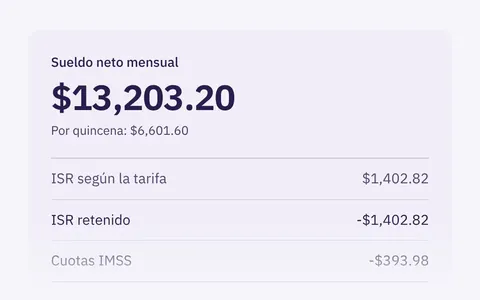 Sueldo neto mensual
$13,203.20
Por quincena: $6,601.60
ISR según la tarifa $1,402.82
ISR retenido -$1,402.82
Cuotas IMSS -$393.98